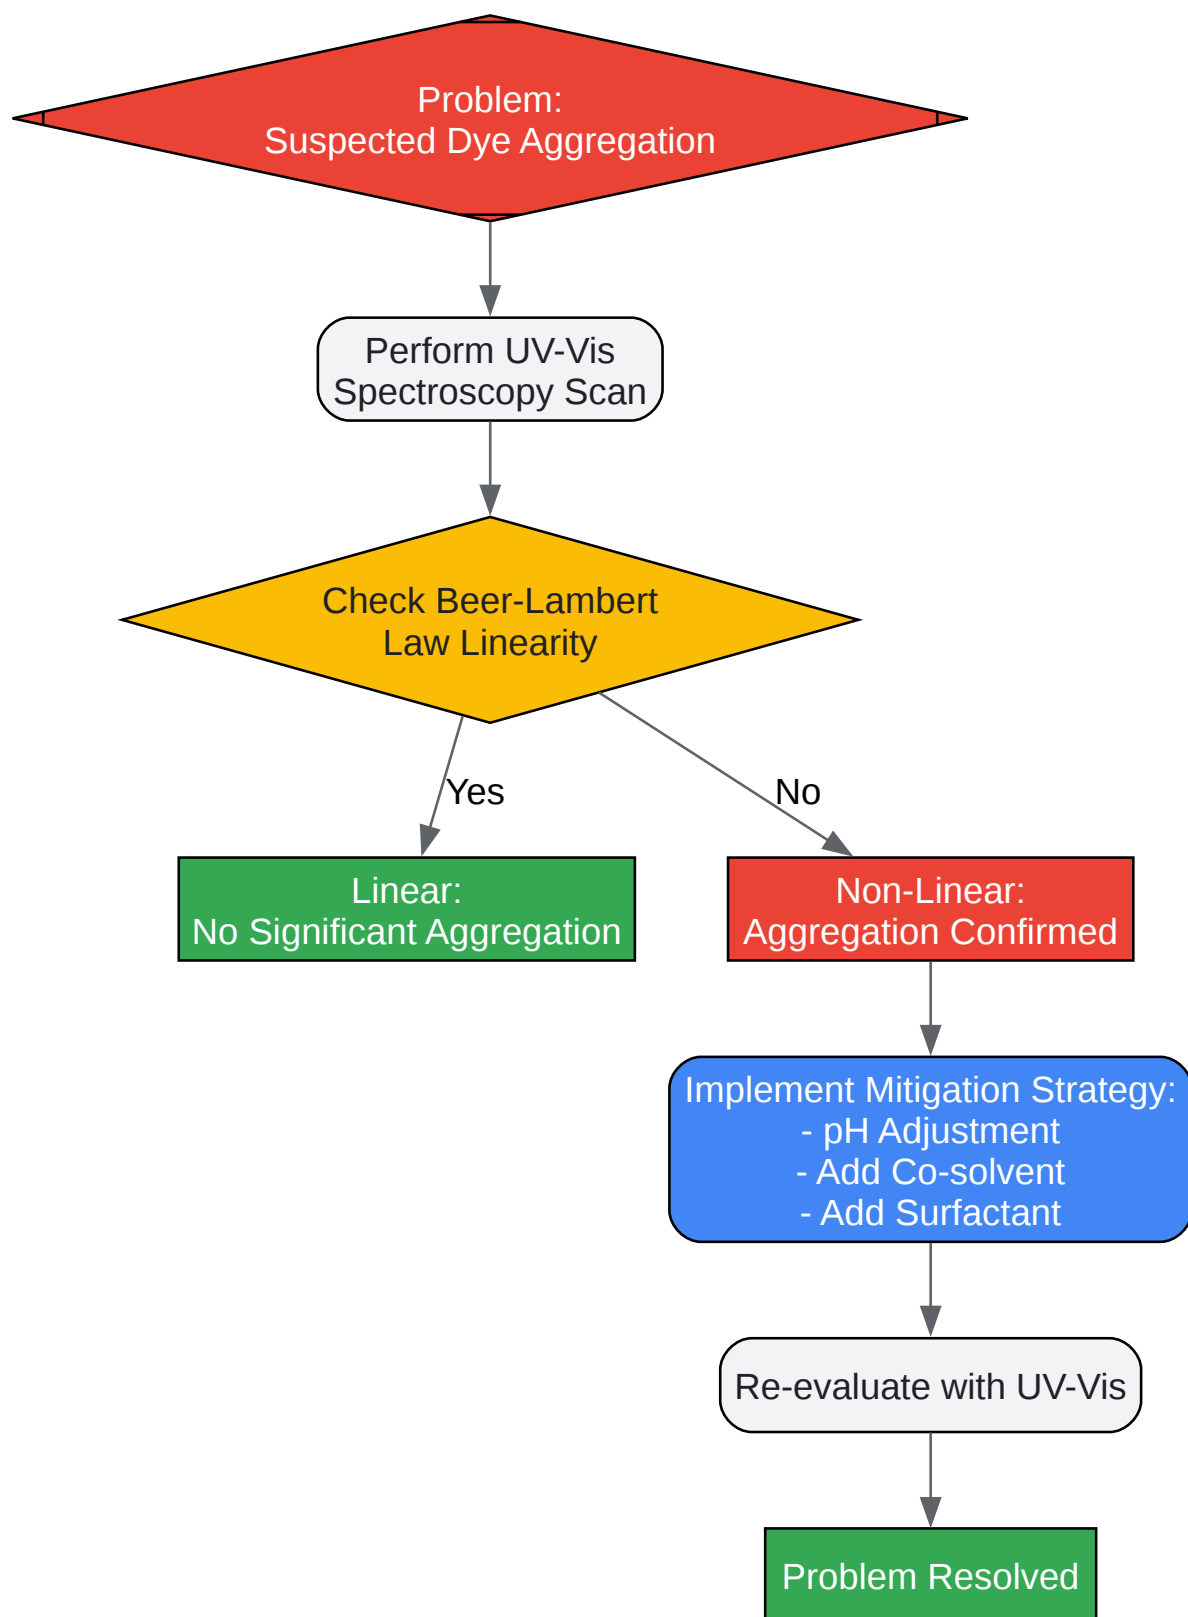 Problem:
Suspected Dye Aggregation
Perform UV-Vis
Spectroscopy Scan
Check Beer-Lambert
Law Linearity
Yes
No
Linear:
No Significant Aggregation
Non-Linear:
Aggregation Confirmed
Implement Mitigation Strategy:
- pH Adjustment
- Add Co-solvent
- Add Surfactant
Re-evaluate with UV-Vis
Problem Resolved